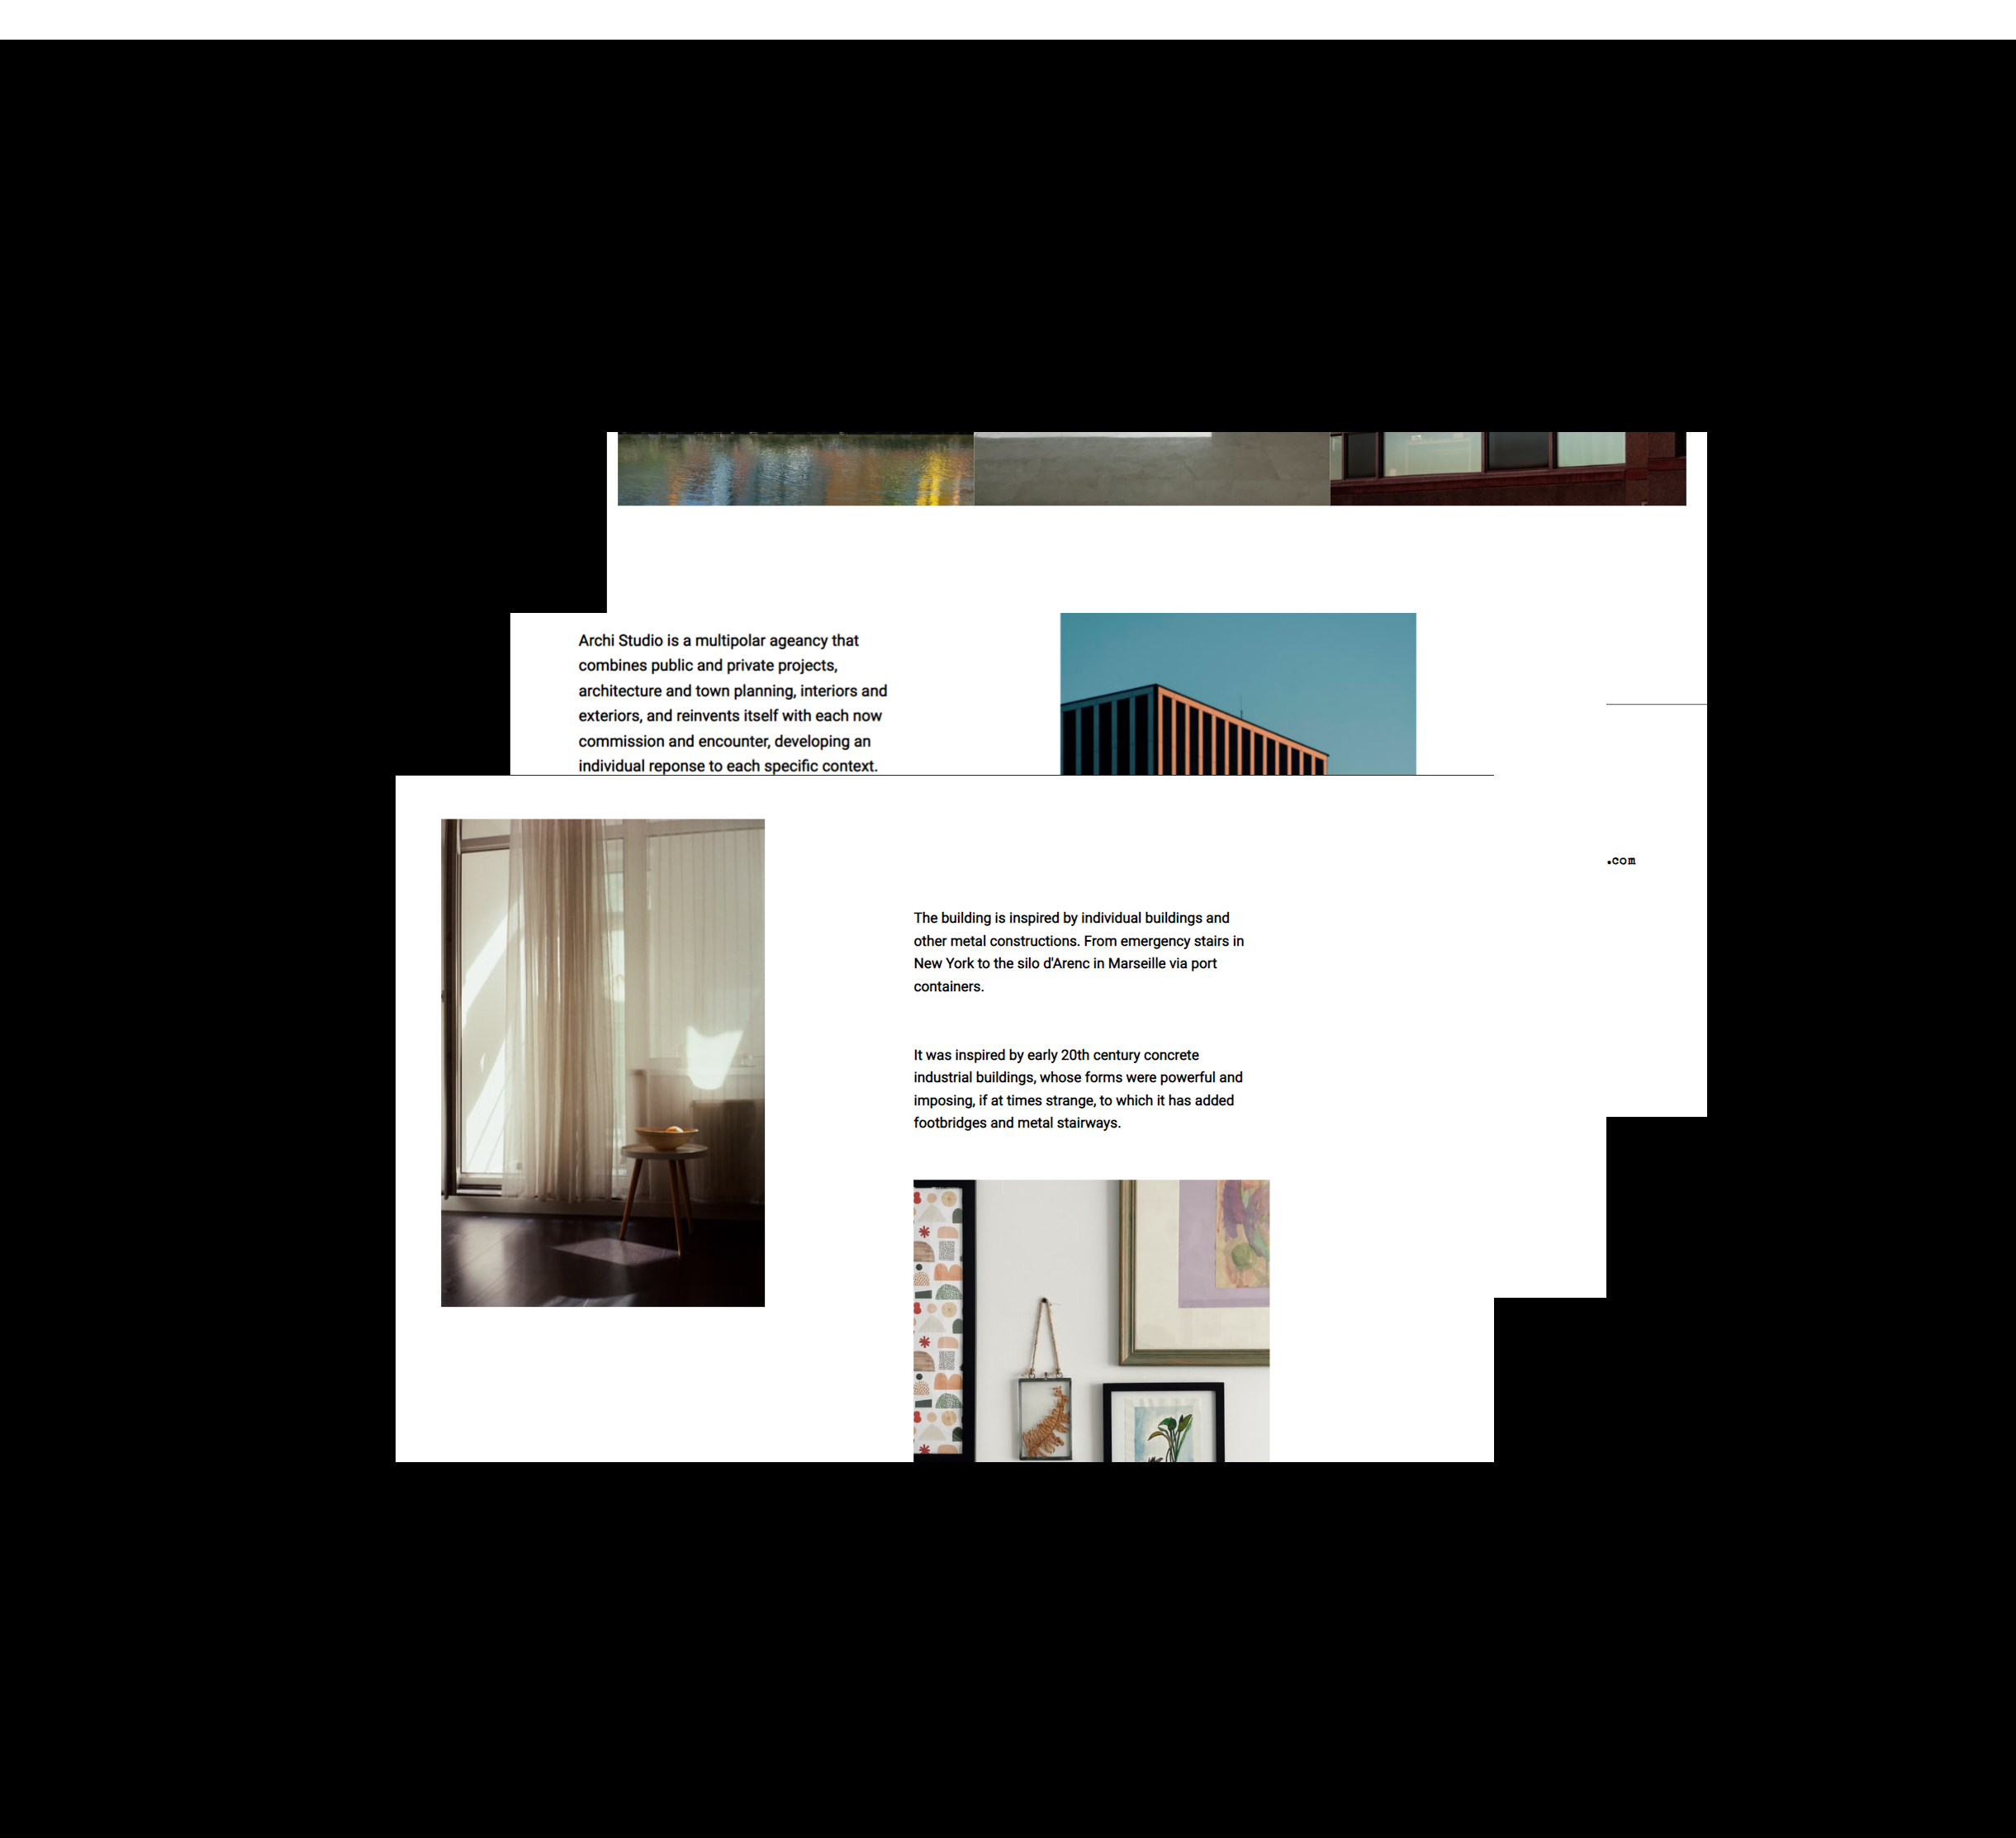 Archi Studio is a multipolar ageancy that
combines public and private projects,
architecture and town planning, interiors and
exteriors, and reinvents itself with each now
commission and encounter, developing an
individual reponse to each specific context.
.com
The building is inspired by individual buildings and
other metal constructions. From emergency stairs in
New York to the silo d'Arenc in Marseille via port
containers.
It was inspired by early 20th century concrete
industrial buildings, whose forms were powerful and
imposing, if at times strange, to which it has added
footbridges and metal stairways.